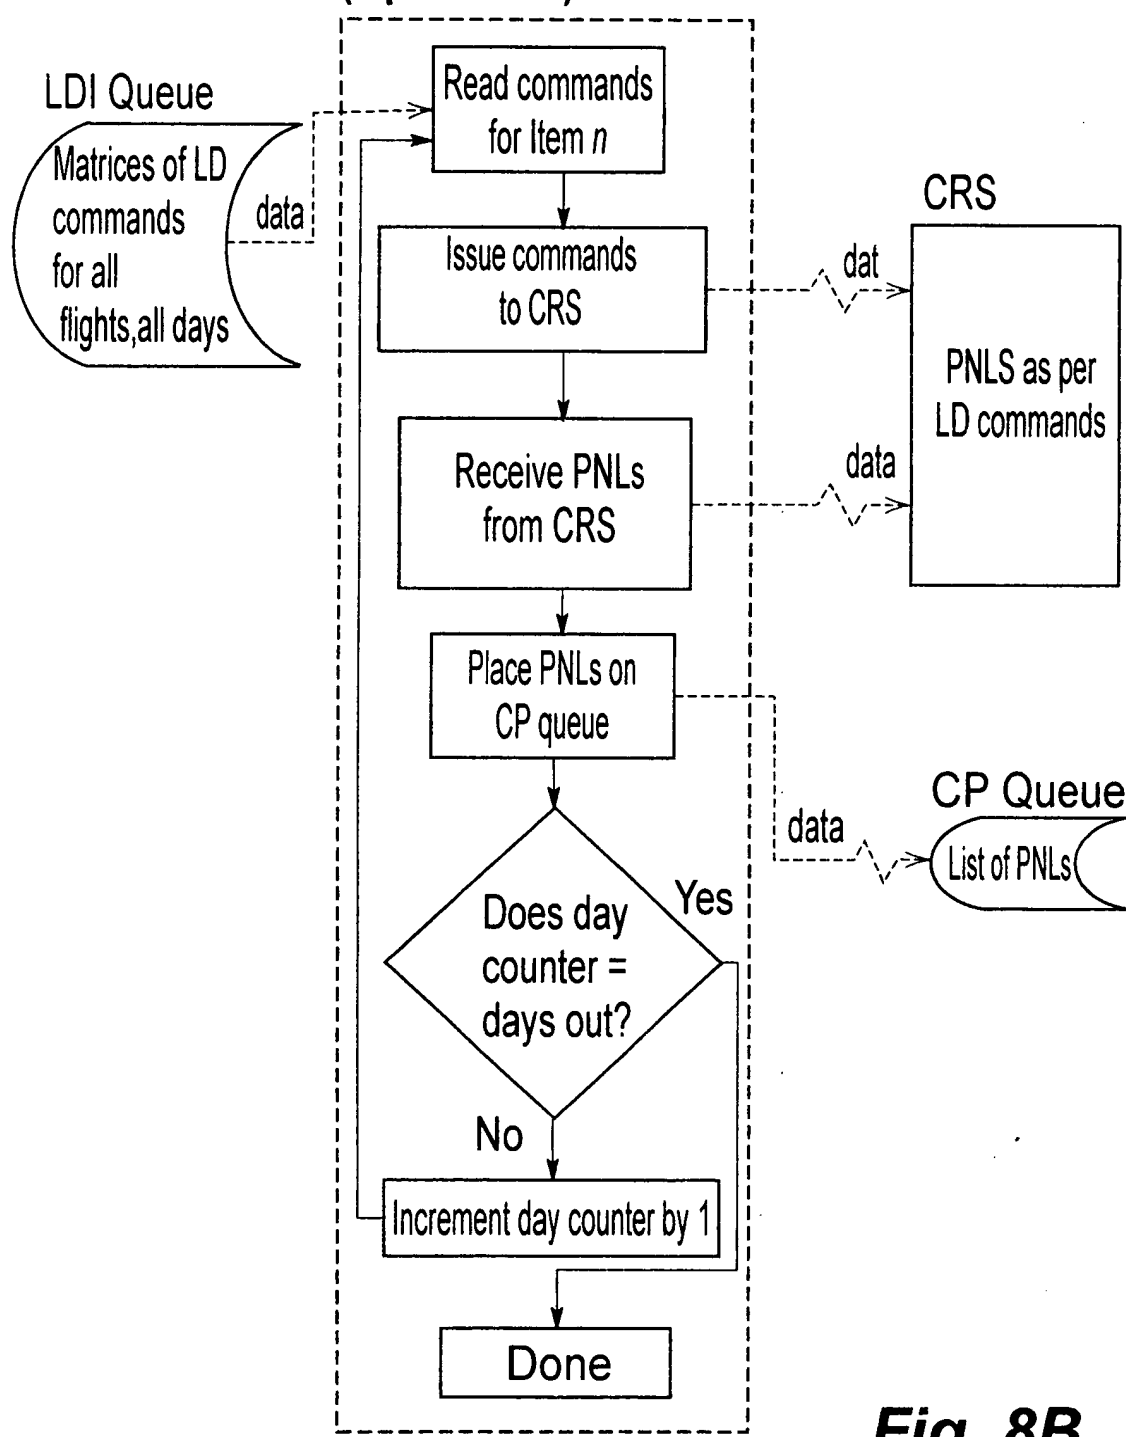 LDI Queue
Matrices of LD
commands
for all
flights,all days
data
Read commands
for Item n
Issue commands
to CRS
dat
CRS
PNLS as per
LD commands
Receive PNLs
from CRS
data
Place PNLs on
CP queue
data
CP Queue
List of PNLs
Does day
counter =
days out?
Yes
No
Increment day counter by 1
Done
Fig. 8B